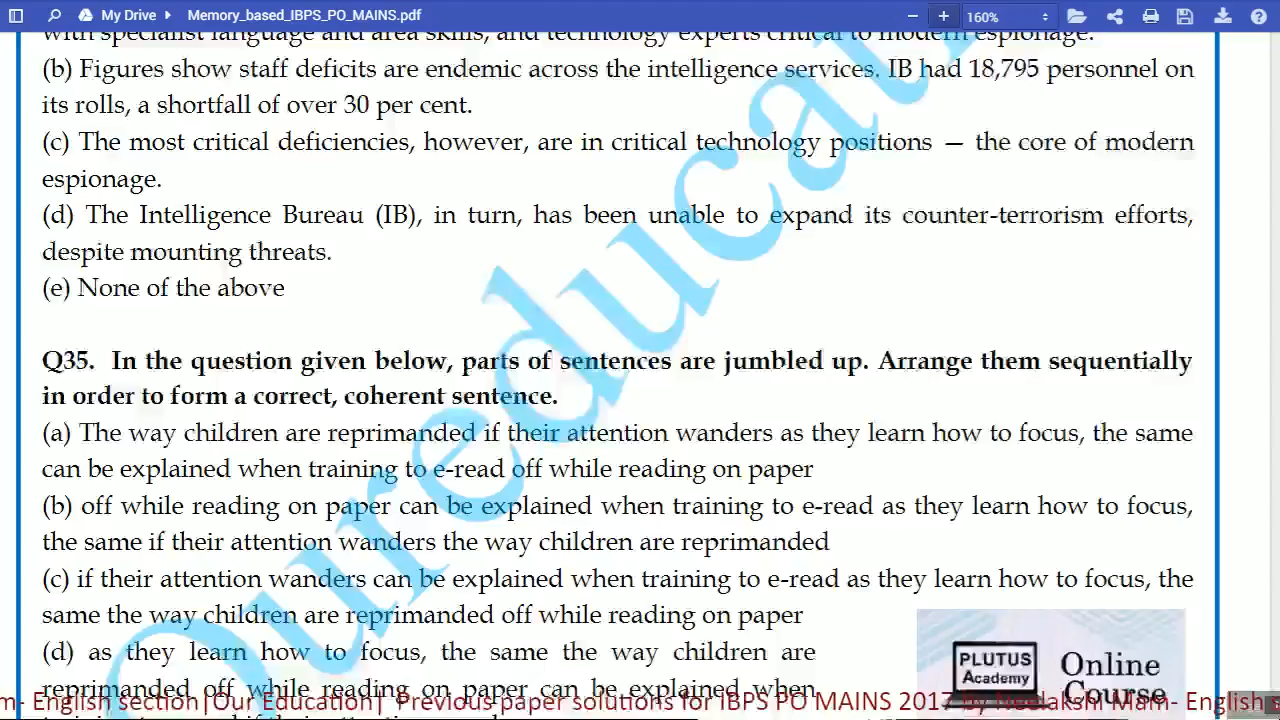 My Drive Memory_based_IBPS_PO_MAINS.pdf 160%
with specialist language and area skills, and technology experts critical to modern espionage.
(b) Figures show staff deficits are endemic across the intelligence services. IB had 18,795 personnel on
its rolls, a shortfall of over 30 per cent.
(c) The most critical deficiencies, however, are in critical technology positions — the core of modern
espionage.
(d) The Intelligence Bureau (IB), in turn, has been unable to expand its counter-terrorism efforts,
despite mounting threats.
(e) None of the above
Q35. In the question given below, parts of sentences are jumbled up. Arrange them sequentially
in order to form a correct, coherent sentence.
(a) The way children are reprimanded if their attention wanders as they learn how to focus, the same
can be explained when training to e-read off while reading on paper
(b) off while reading on paper can be explained when training to e-read as they learn how to focus,
the same if their attention wanders the way children are reprimanded
(c) if their attention wanders can be explained when training to e-read as they learn how to focus, the
same the way children are reprimanded off while reading on paper
(d) as they learn how to focus, the same the way children are
reprimanded off while reading on paper can be explained when
PLUTUS
Academy
Online
Course
m- English section|Our Education| Previous paper solutions for IBPS PO MAINS 2017 By Neelakshi Mam- English s
Oureducati